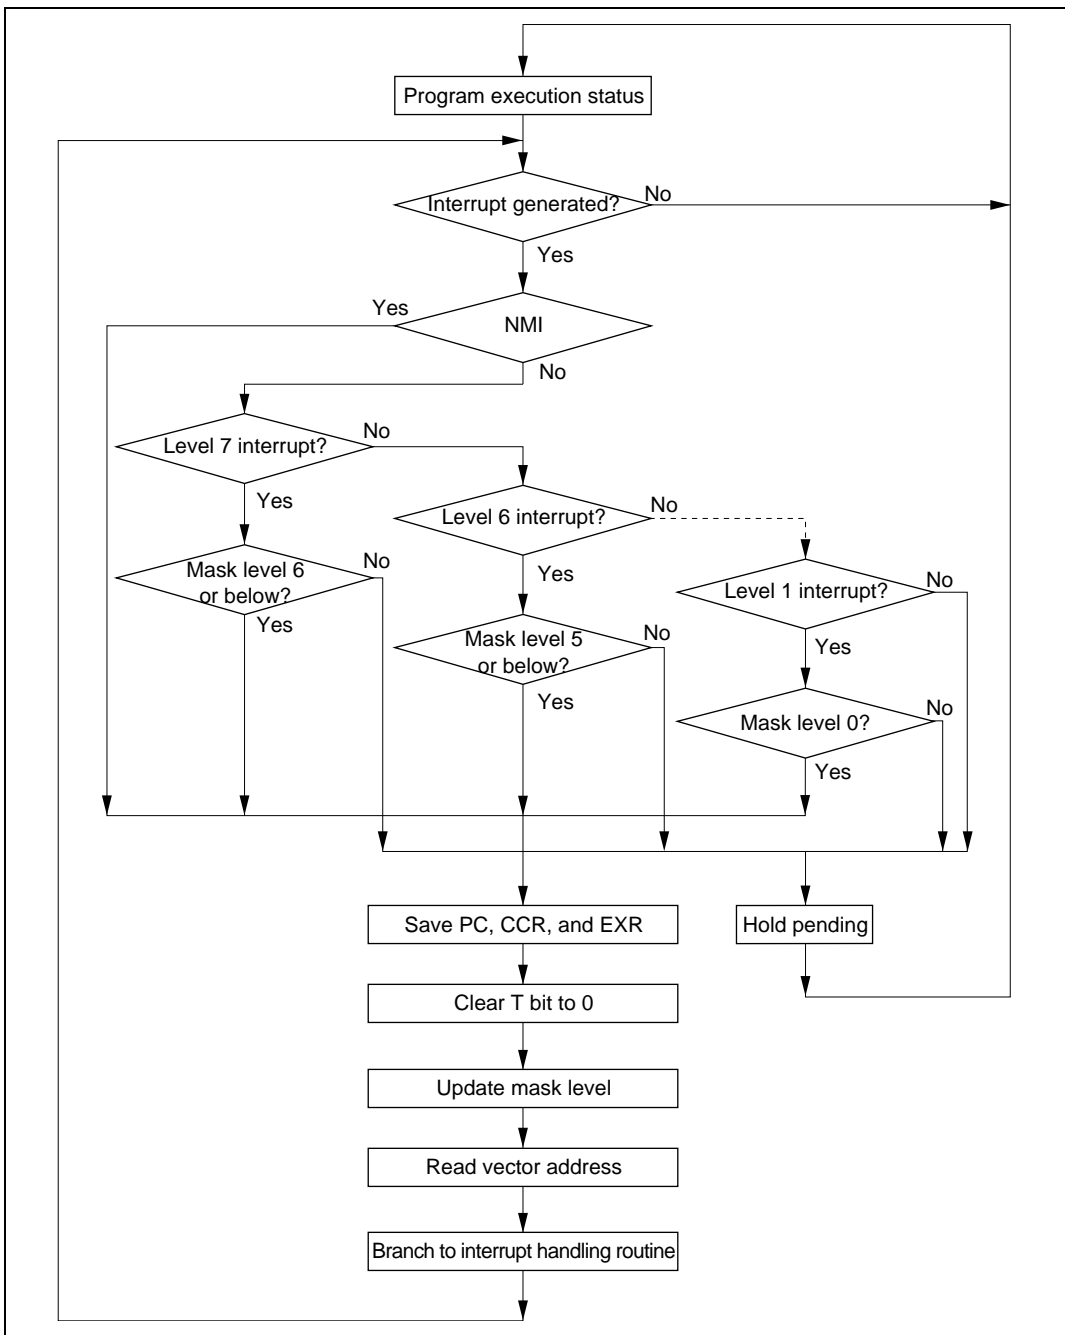 Program execution status
Interrupt generated?
No
Yes
Yes
NMI
No
Level 7 interrupt?
No
Yes
Level 6 interrupt?
No
Mask level 6
or below?
No
Yes
Yes
Level 1 interrupt?
No
Mask level 5
or below?
No
Yes
Yes
Mask level 0?
No
Yes
Save PC, CCR, and EXR
Hold pending
Clear T bit to 0
Update mask level
Read vector address
Branch to interrupt handling routine